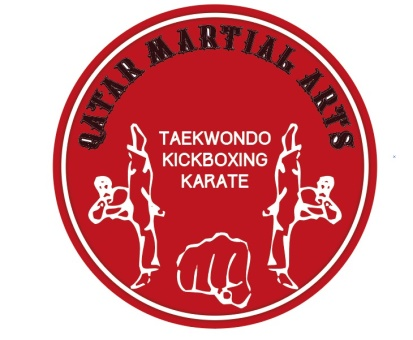 QATAR MARTIAL ARTS
TAEKWONDO
KICKBOXING
KARATE